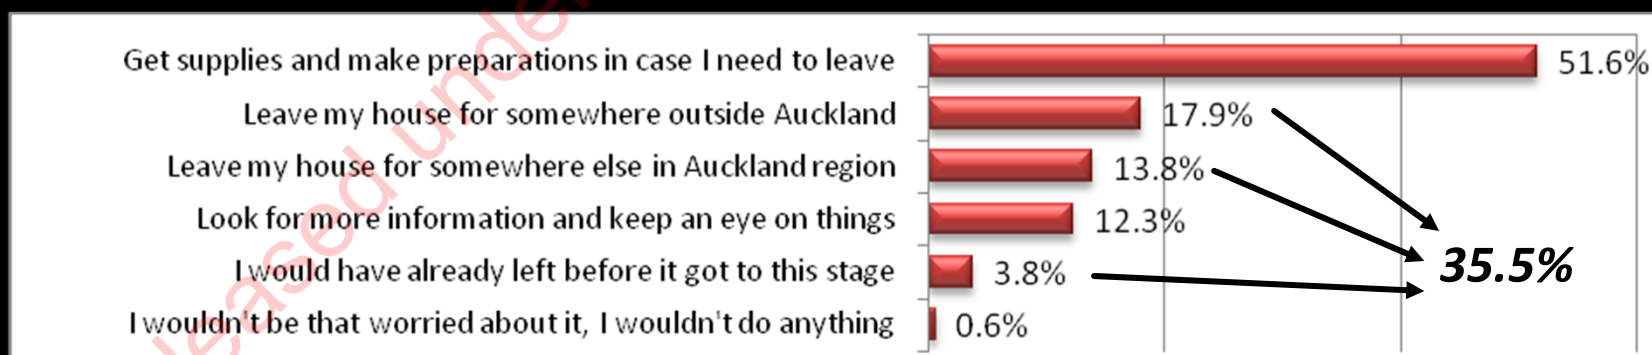 Get supplies and make preparations in case I need to leave 51.6%
Leave my house for somewhere outside Auckland 17.9%
Leave my house for somewhere else in Auckland region 13.8%
Look for more information and keep an eye on things 12.3%
I would have already left before it got to this stage 3.8%
35.5%
I wouldn't be that worried about it, I wouldn't do anything 0.6%
eased under